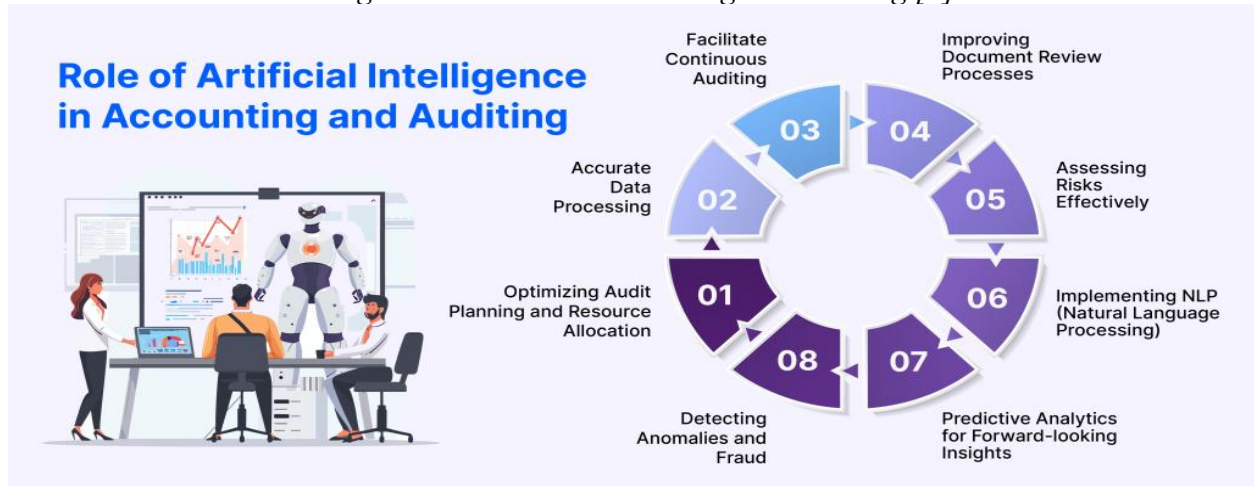 Role of Artificial Intelligence
in Accounting and Auditing
01
Optimizing Audit
Planning and Resource
Allocation
02
Accurate
Data
Processing
03
Facilitate
Continuous
Auditing
04
Improving
Document Review
Processes
05
Assessing
Risks
Effectively
06
Implementing NLP
(Natural Language
Processing)
07
Predictive Analytics
for Forward-looking
Insights
08
Detecting
Anomalies and
Fraud